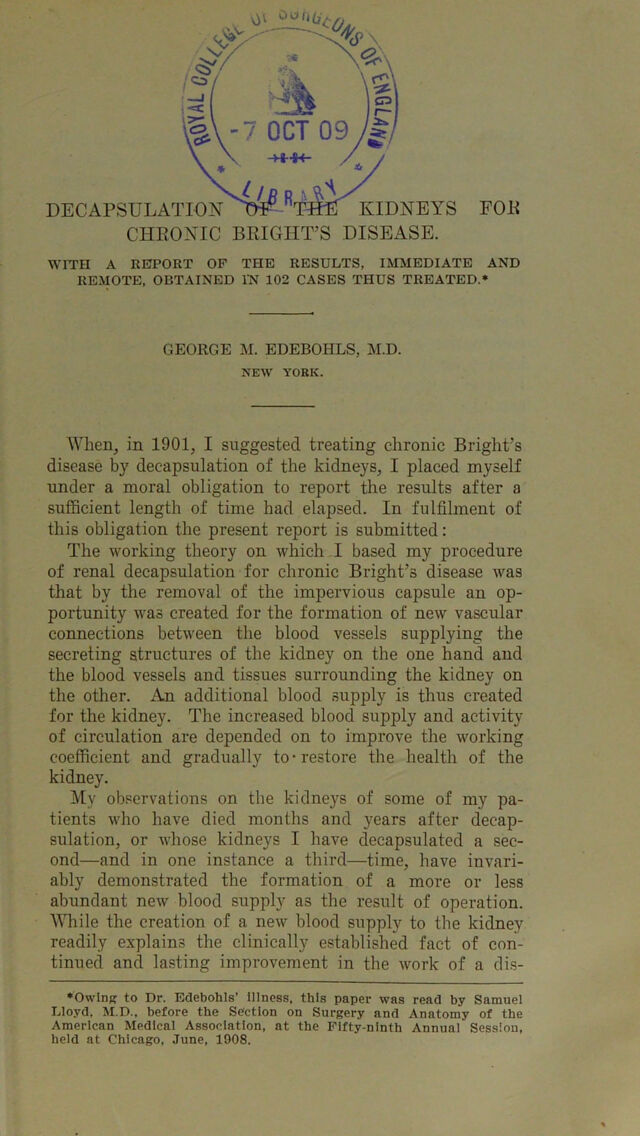 ROYAL COLLEGE OF SURGEONS OF ENGLAND
-7 OCT 09
* LIBRARY *
DECAPSULATION OF THE KIDNEYS FOR
CHRONIC BRIGHT'S DISEASE.
WITH A REPORT OF THE RESULTS, IMMEDIATE AND
REMOTE, OBTAINED IN 102 CASES THUS TREATED.*
GEORGE M. EDEBOHLS, M.D.
NEW YORK.
When, in 1901, I suggested treating chronic Bright's
disease by decapsulation of the kidneys, I placed myself
under a moral obligation to report the results after a
sufficient length of time had elapsed. In fulfilment of
this obligation the present report is submitted:
The working theory on which I based my procedure
of renal decapsulation for chronic Bright's disease was
that by the removal of the impervious capsule an op-
portunity was created for the formation of new vascular
connections between the blood vessels supplying the
secreting structures of the kidney on the one hand and
the blood vessels and tissues surrounding the kidney on
the other. An additional blood supply is thus created
for the kidney. The increased blood supply and activity
of circulation are depended on to improve the working
coefficient and gradually to restore the health of the
kidney.
My observations on the kidneys of some of my pa-
tients who have died months and years after decap-
sulation, or whose kidneys I have decapsulated a sec-
ond—and in one instance a third—time, have invari-
ably demonstrated the formation of a more or less
abundant new blood supply as the result of operation.
While the creation of a new blood supply to the kidney
readily explains the clinically established fact of con-
tinued and lasting improvement in the work of a dis-
*Owing to Dr. Edebohls' illness, this paper was read by Samuel
Lloyd, M.D., before the Section on Surgery and Anatomy of the
American Medical Association, at the Fifty-ninth Annual Session,
held at Chicago, June, 1908.